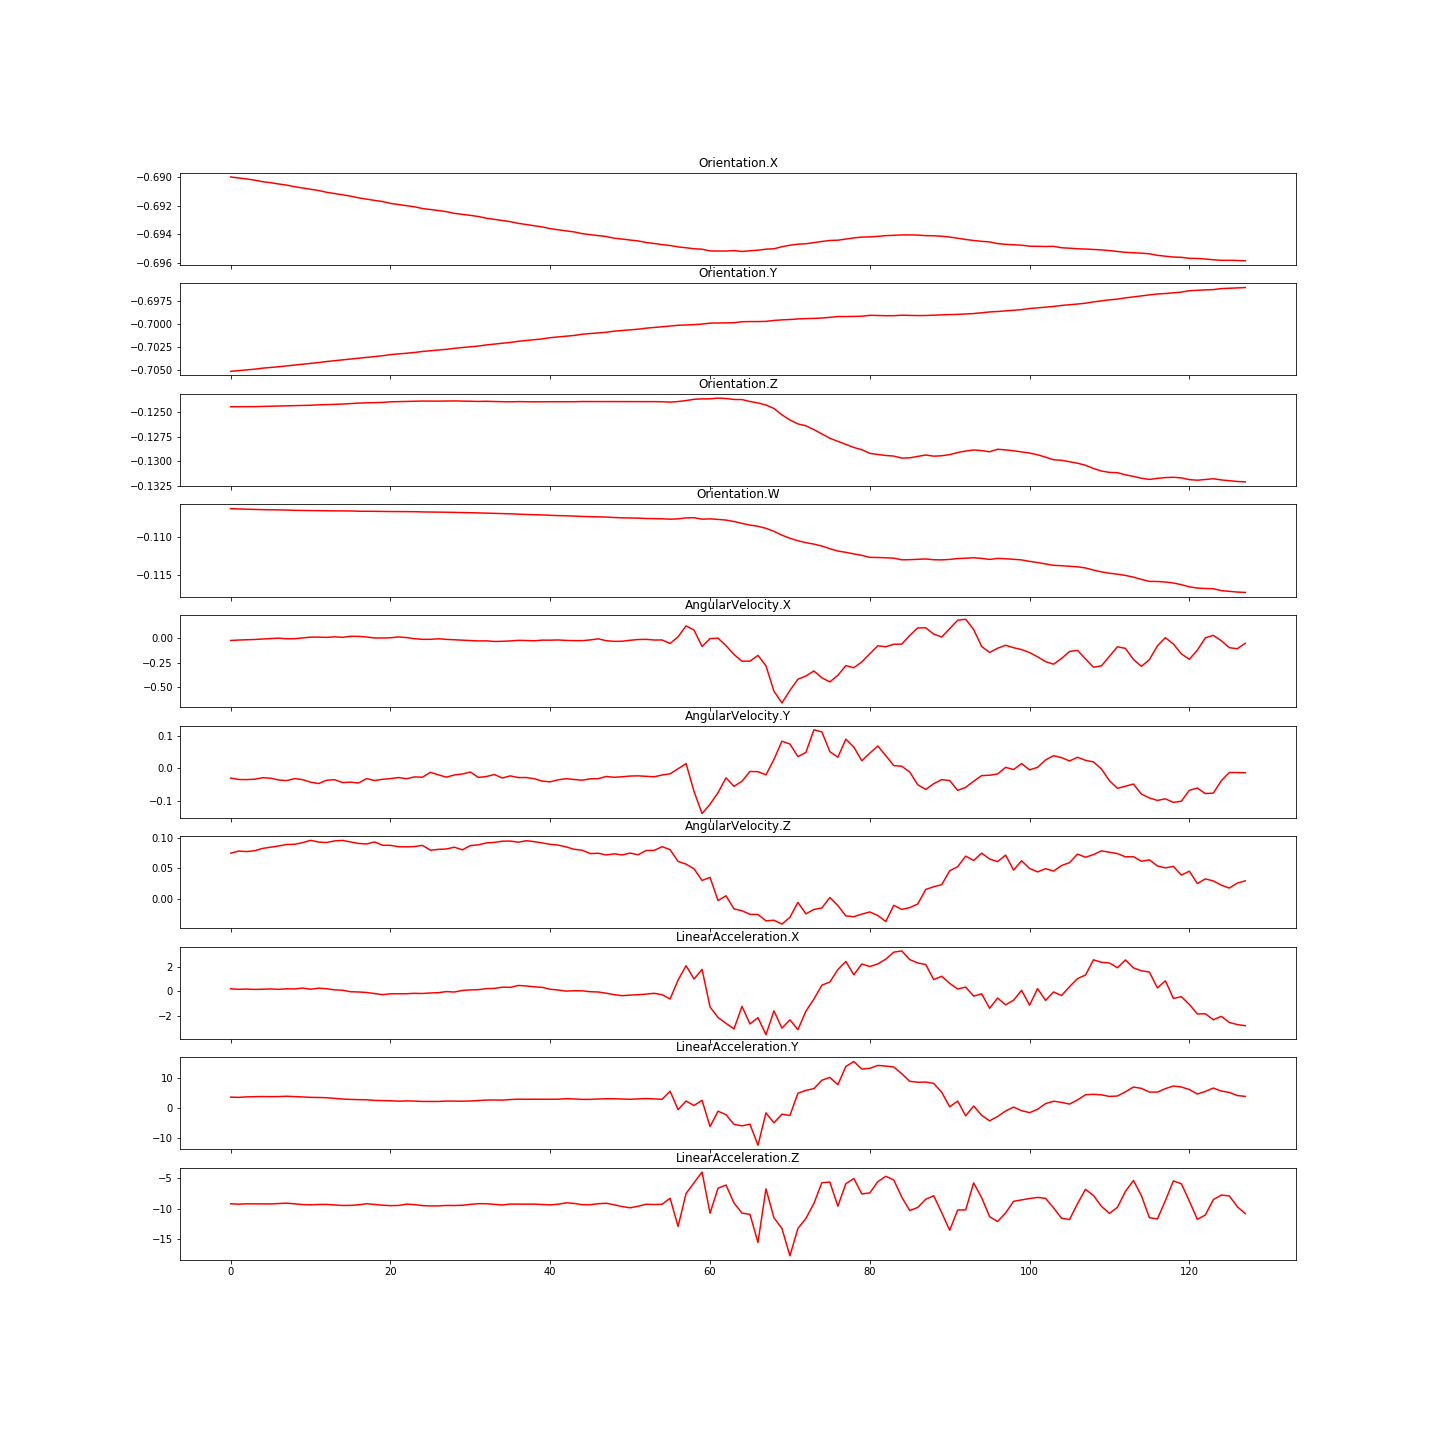 Orientation.X
−0.690
−0.692
−0.694
−0.696
Orientation.Y
−0.6975
−0.7000
−0.7025
−0.7050
Orientation.Z
−0.1250
−0.1275
−0.1300
−0.1325
Orientation.W
−0.110
−0.115
AngularVelocity.X
0.00
−0.25
−0.50
AngularVelocity.Y
0.1
0.0
−0.1
AngularVelocity.Z
0.10
0.05
0.00
LinearAcceleration.X
2
0
−2
LinearAcceleration.Y
10
0
−10
LinearAcceleration.Z
−5
−10
−15
0 20 40 60 80 100 120